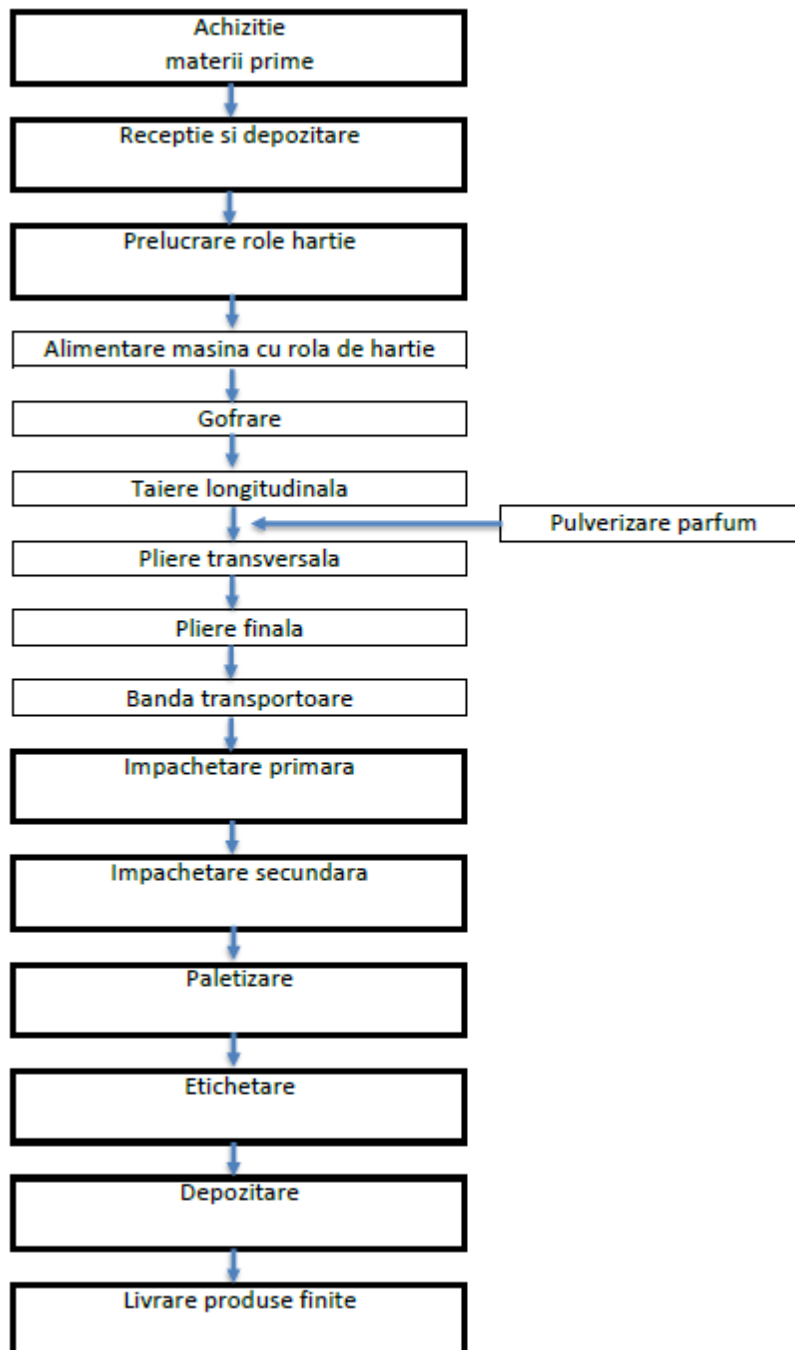 Achizitie
materii prime
Receptie si depozitare
Prelucrare role hartie
Alimentare masina cu rola de hartie
Gofrare
Taiere longitudinala
Pulverizare parfum
Pliere transversala
Pliere finala
Banda transportoare
Impachetare primara
Impachetare secundara
Paletizare
Etichetare
Depozitare
Livrare produse finite